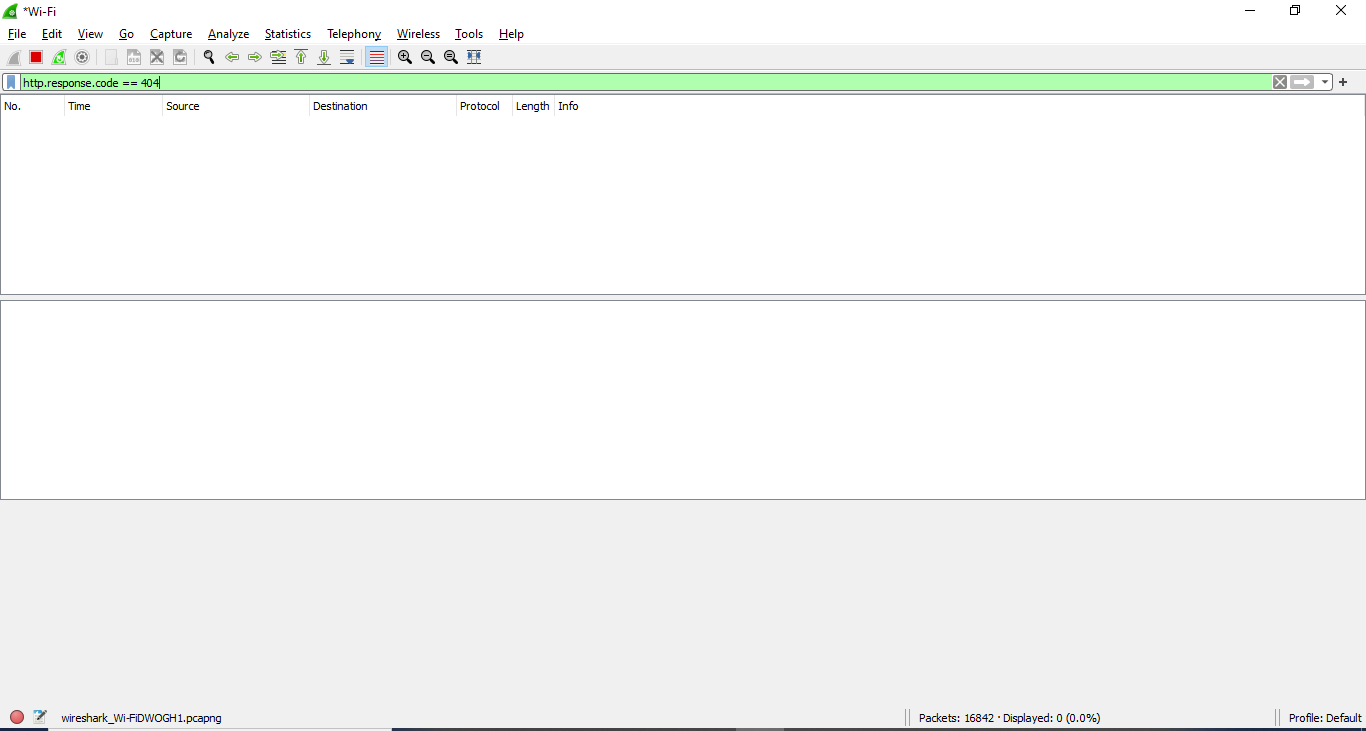 *Wi-Fi
File Edit View Go Capture Analyze Statistics Telephony Wireless Tools Help
http.response.code == 404
No. Time Source Destination Protocol Length Info
wireshark_Wi-FiDWOGH1.pcapng Packets: 16842 · Displayed: 0 (0.0%) Profile: Default